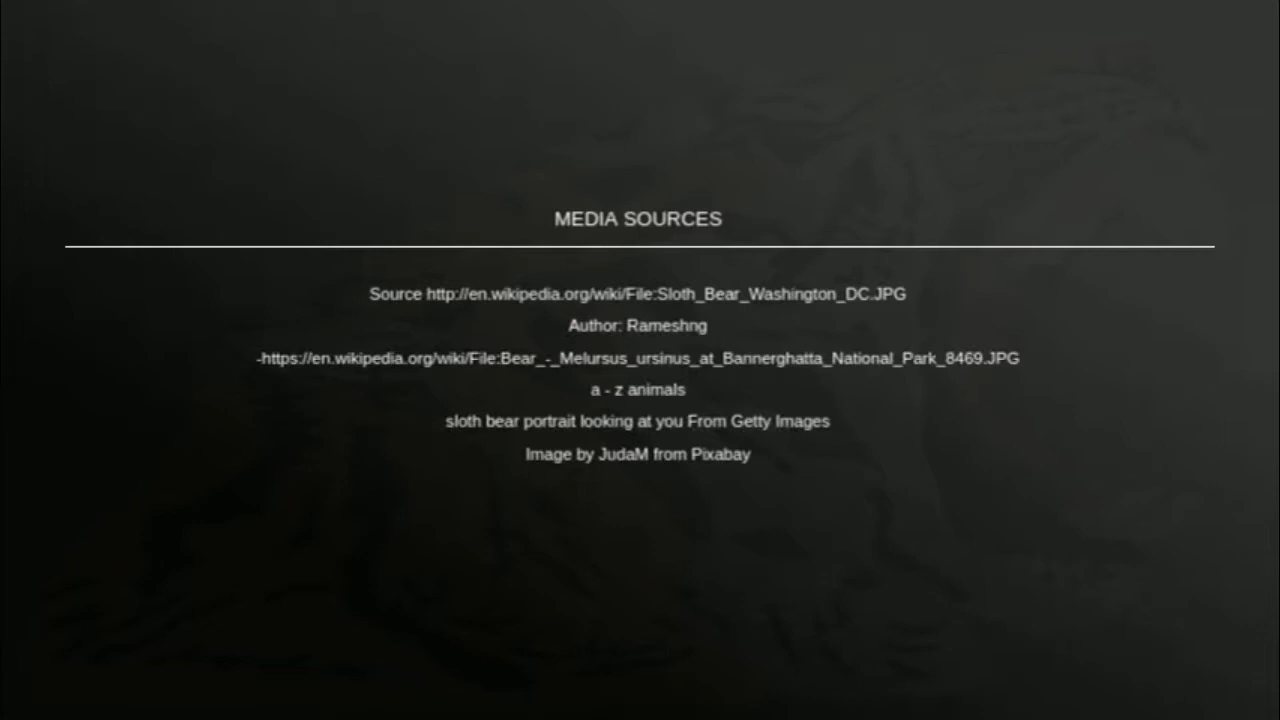 MEDIA SOURCES
Source http://en.wikipedia.org/wiki/File:Sloth_Bear_Washington_DC.JPG
Author: Rameshng
-https://en.wikipedia.org/wiki/File:Bear_-_Melursus_ursinus_at_Bannerghatta_National_Park_8469.JPG
a - z animals
sloth bear portrait looking at you From Getty Images
Image by JudaM from Pixabay